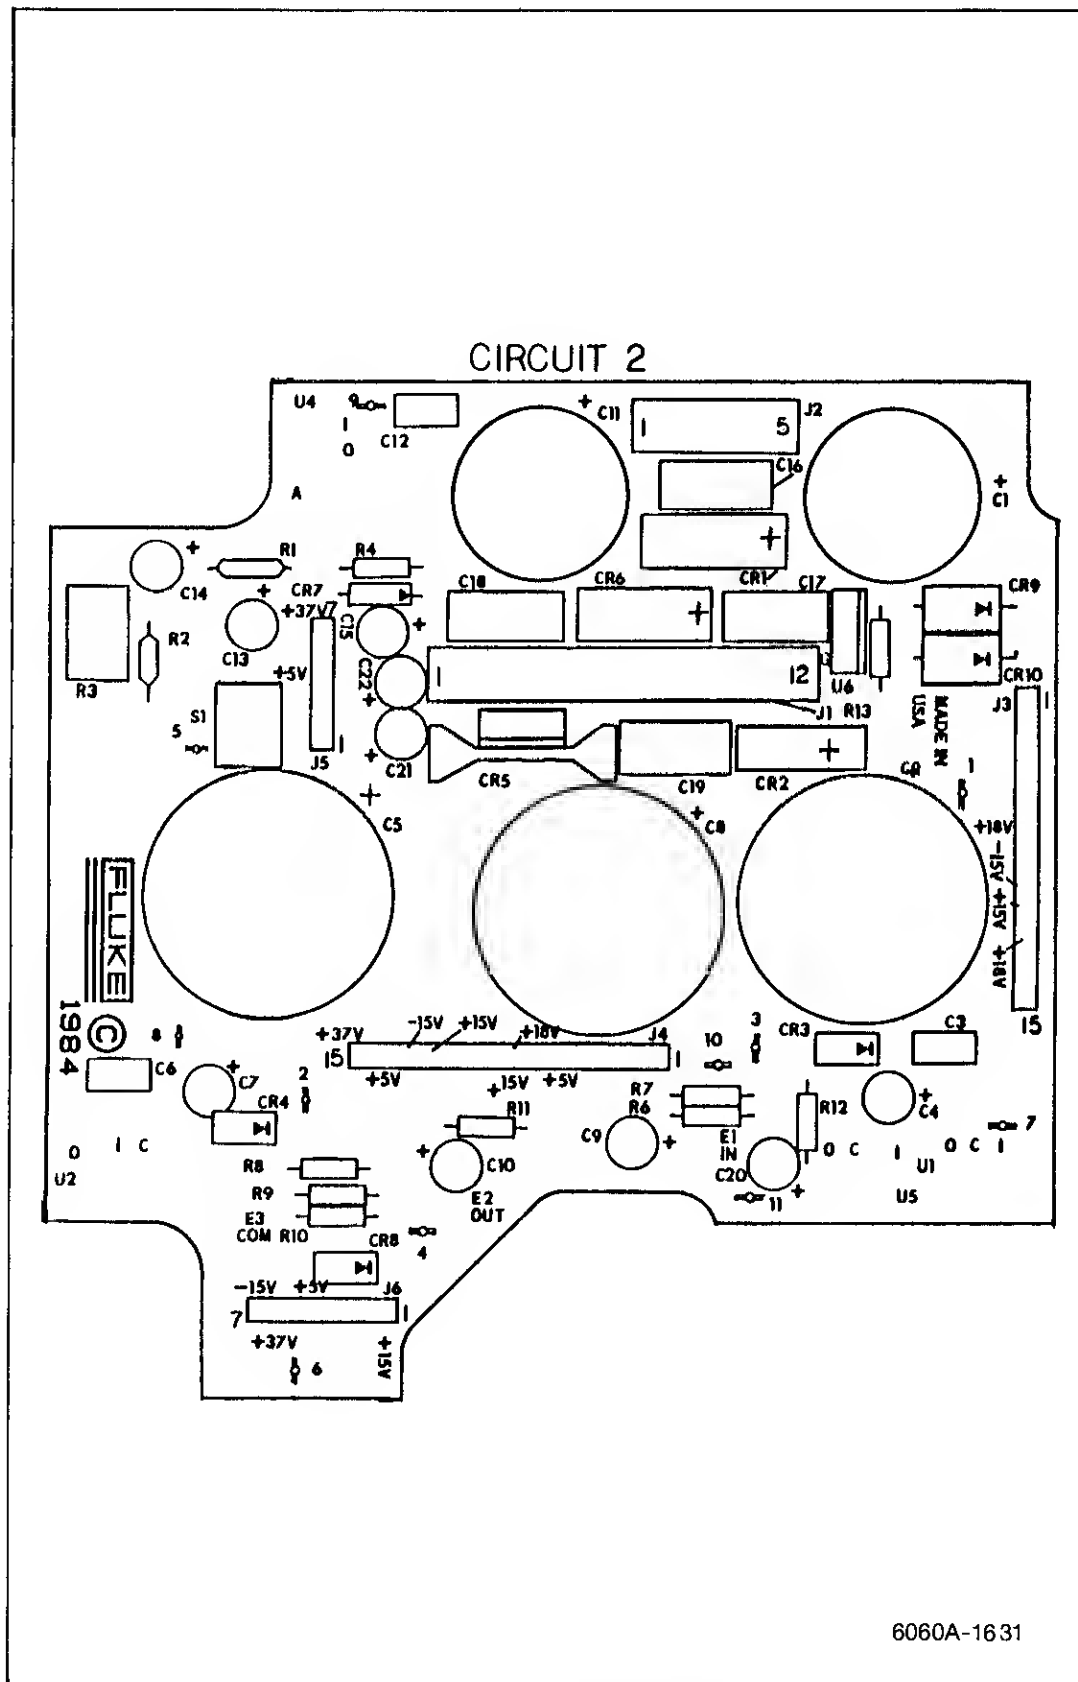 CIRCUIT 2
U4
9
1
0
C12
+
C11
1 5
J2
C16
+
C1
A
+
C14
R1
R4
CR7
C18
CR6
+
CR1
+
C17
CR9
R2
R3
+
C13
+37V
7
C15
+
+5V
C22
+
1 12
J1
U6
R13
CR10
J3
1
MADE IN
USA
S1
5
J5
1
+
C21
CR5
C19
CR2
+
1
+
C5
+
C8
+18V
-15V
+15V
+18V
15
FLUKE
©
1984
8
C6
+
C7
2
CR4
+37V
-15V
+15V
+18V
J4
15
1
+5V
+15V
+5V
10
3
CR3
C3
R7
R6
R12
+
C4
7
R11
C9
+
E1
IN
C20
+
11
O C I
O C I
U1
U5
O I C
U2
R8
+
C10
E2
OUT
R9
E3
COM R10
4
CR8
-15V
+5V
J6
7
1
+37V
+15V
6
6060A-1631